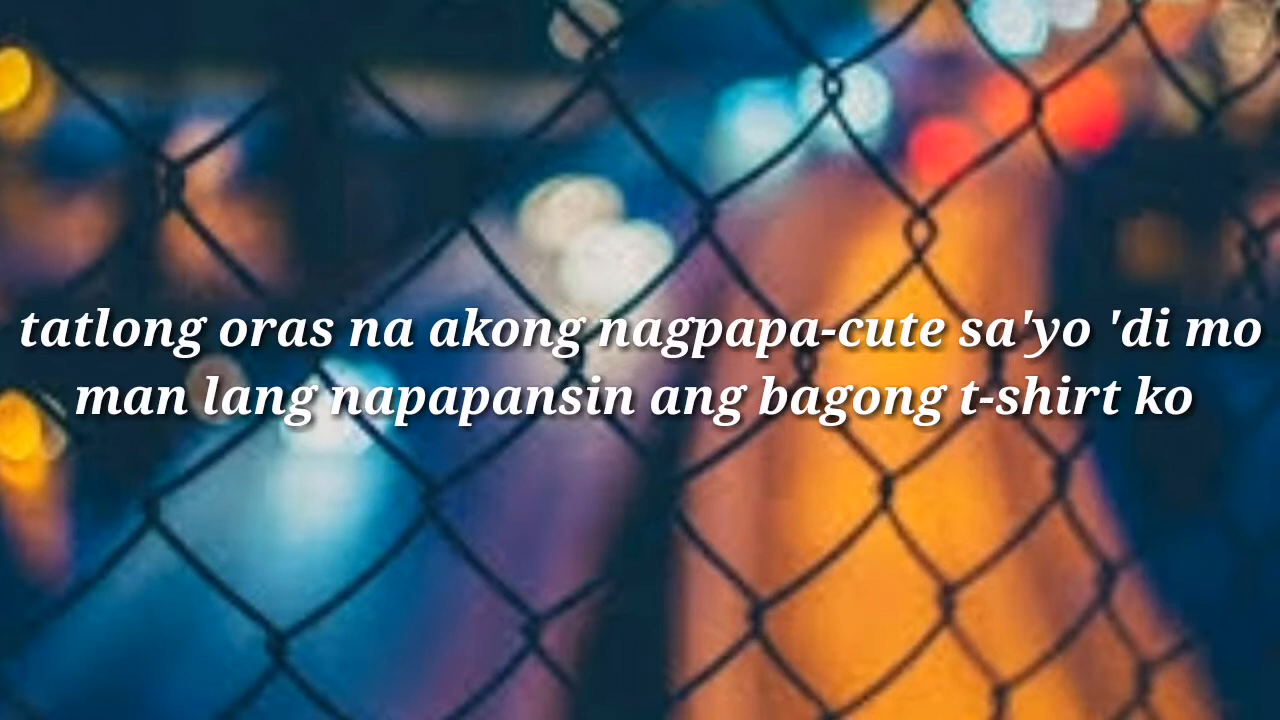 tatlong oras na akong nagpapa-cute sa'yo 'di mo
man lang napapansin ang bagong t-shirt ko